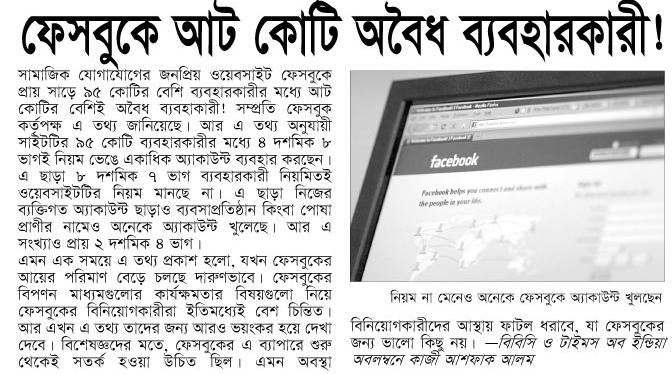 ফেসবুকে আট কোটি অবৈধ ব্যবহারকারী!
সামাজিক যোগাযোগের জনপ্রিয় ওয়েবসাইট ফেসবুকে
প্রায় সাড়ে ৯৫ কোটির বেশি ব্যবহারকারীর মধ্যে আট
কোটির বেশিই অবৈধ ব্যবহাকারী! সম্প্রতি ফেসবুক
কর্তৃপক্ষ এ তথ্য জানিয়েছে। আর এ তথ্য অনুযায়ী
সাইটটির ৯৫ কোটি ব্যবহারকারীর মধ্যে ৪ দশমিক ৮
ভাগই নিয়ম ভেঙে একাধিক অ্যাকাউন্ট ব্যবহার করছেন।
এ ছাড়া ৮ দশমিক ৭ ভাগ ব্যবহারকারী নিয়মিতই
ওয়েবসাইটটির নিয়ম মানছে না। এ ছাড়া নিজের
ব্যক্তিগত অ্যাকাউন্ট ছাড়াও ব্যবসাপ্রতিষ্ঠান কিংবা পোষা
প্রাণীর নামেও অনেকে অ্যাকাউন্ট খুলেছে। আর এ
সংখ্যাও প্রায় ২ দশমিক ৪ ভাগ।
এমন এক সময়ে এ তথ্য প্রকাশ হলো, যখন ফেসবুকের
আয়ের পরিমাণ বেড়ে চলছে দারুণভাবে। ফেসবুকের
বিপণন মাধ্যমগুলোর কার্যক্ষমতার বিষয়গুলো নিয়ে
ফেসবুকের বিনিয়োগকারীরা ইতিমধ্যেই বেশ চিন্তিত।
আর এখন এ তথ্য তাদের জন্য আরও ভয়ংকর হয়ে দেখা
দেবে। বিশেষজ্ঞদের মতে, ফেসবুকের এ ব্যাপারে শুরু
থেকেই সতর্ক হওয়া উচিত ছিল। এমন অবস্থা
facebook
Facebook helps you connect and share with
the people in your life.
নিয়ম না মেনেও অনেকে ফেসবুকে অ্যাকাউন্ট খুলছেন
বিনিয়োগকারীদের আস্থায় ফাটল ধরাবে, যা ফেসবুকের
জন্য ভালো কিছু নয়। —বিবিসি ও টাইমস অব ইন্ডিয়া
অবলম্বনে কাজী আশফাক আলম